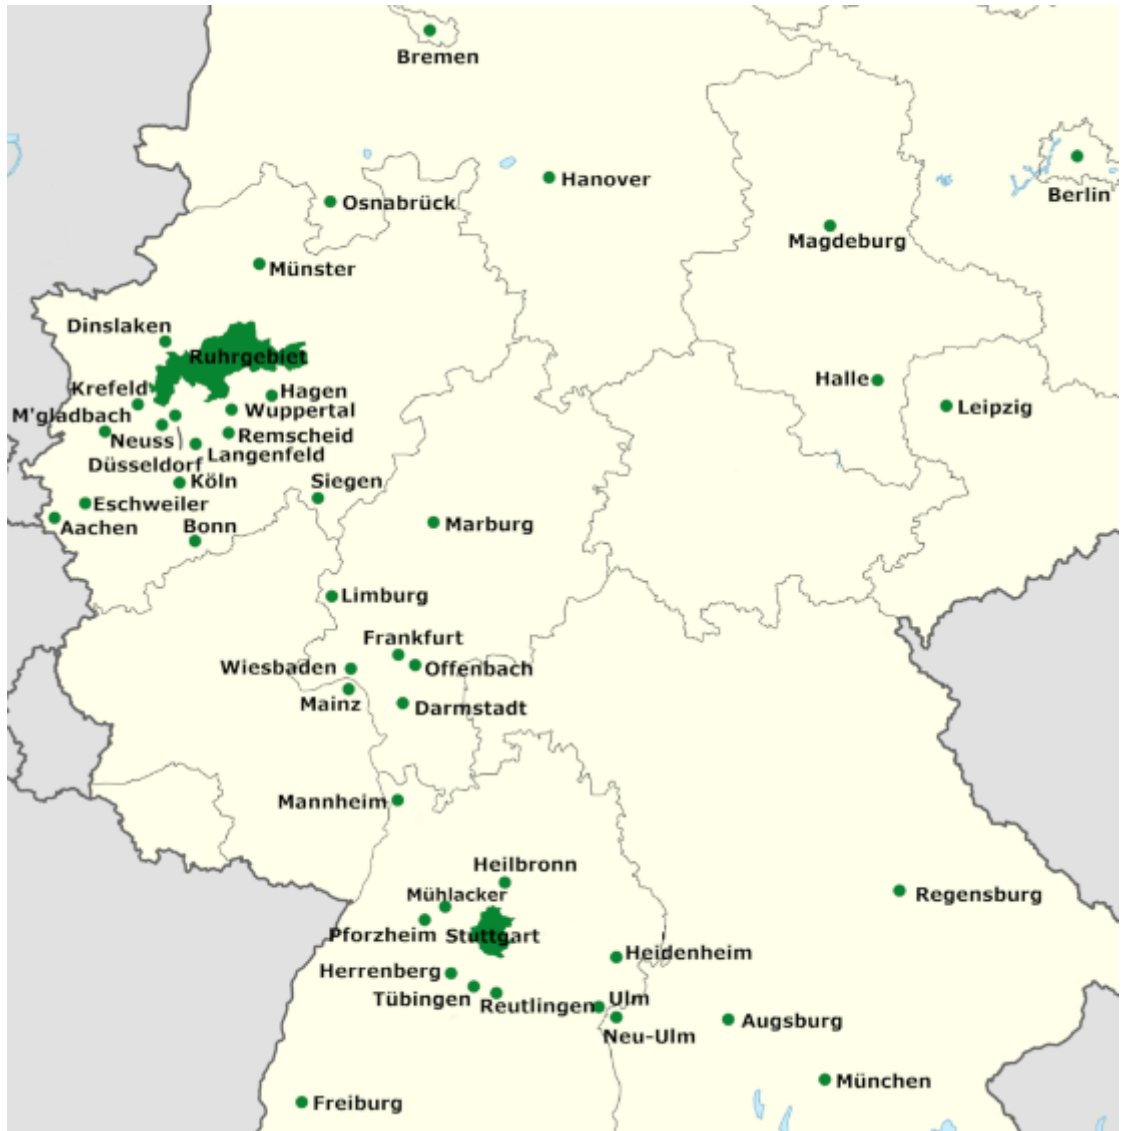 Bremen
Hanover
Berlin
Osnabrück
Magdeburg
Münster
Dinslaken
Ruhrgebiet
Halle
Krefeld
Hagen
Leipzig
M'gladbach
Wuppertal
Neuss
Remscheid
Langenfeld
Düsseldorf
Köln
Siegen
Eschweiler
Aachen
Bonn
Marburg
Limburg
Frankfurt
Wiesbaden
Offenbach
Mainz
Darmstadt
Mannheim
Heilbronn
Mühlacker
Regensburg
Pforzheim
Stuttgart
Heidenheim
Herrenberg
Tübingen
Reutlingen
Ulm
Neu-Ulm
Augsburg
München
Freiburg